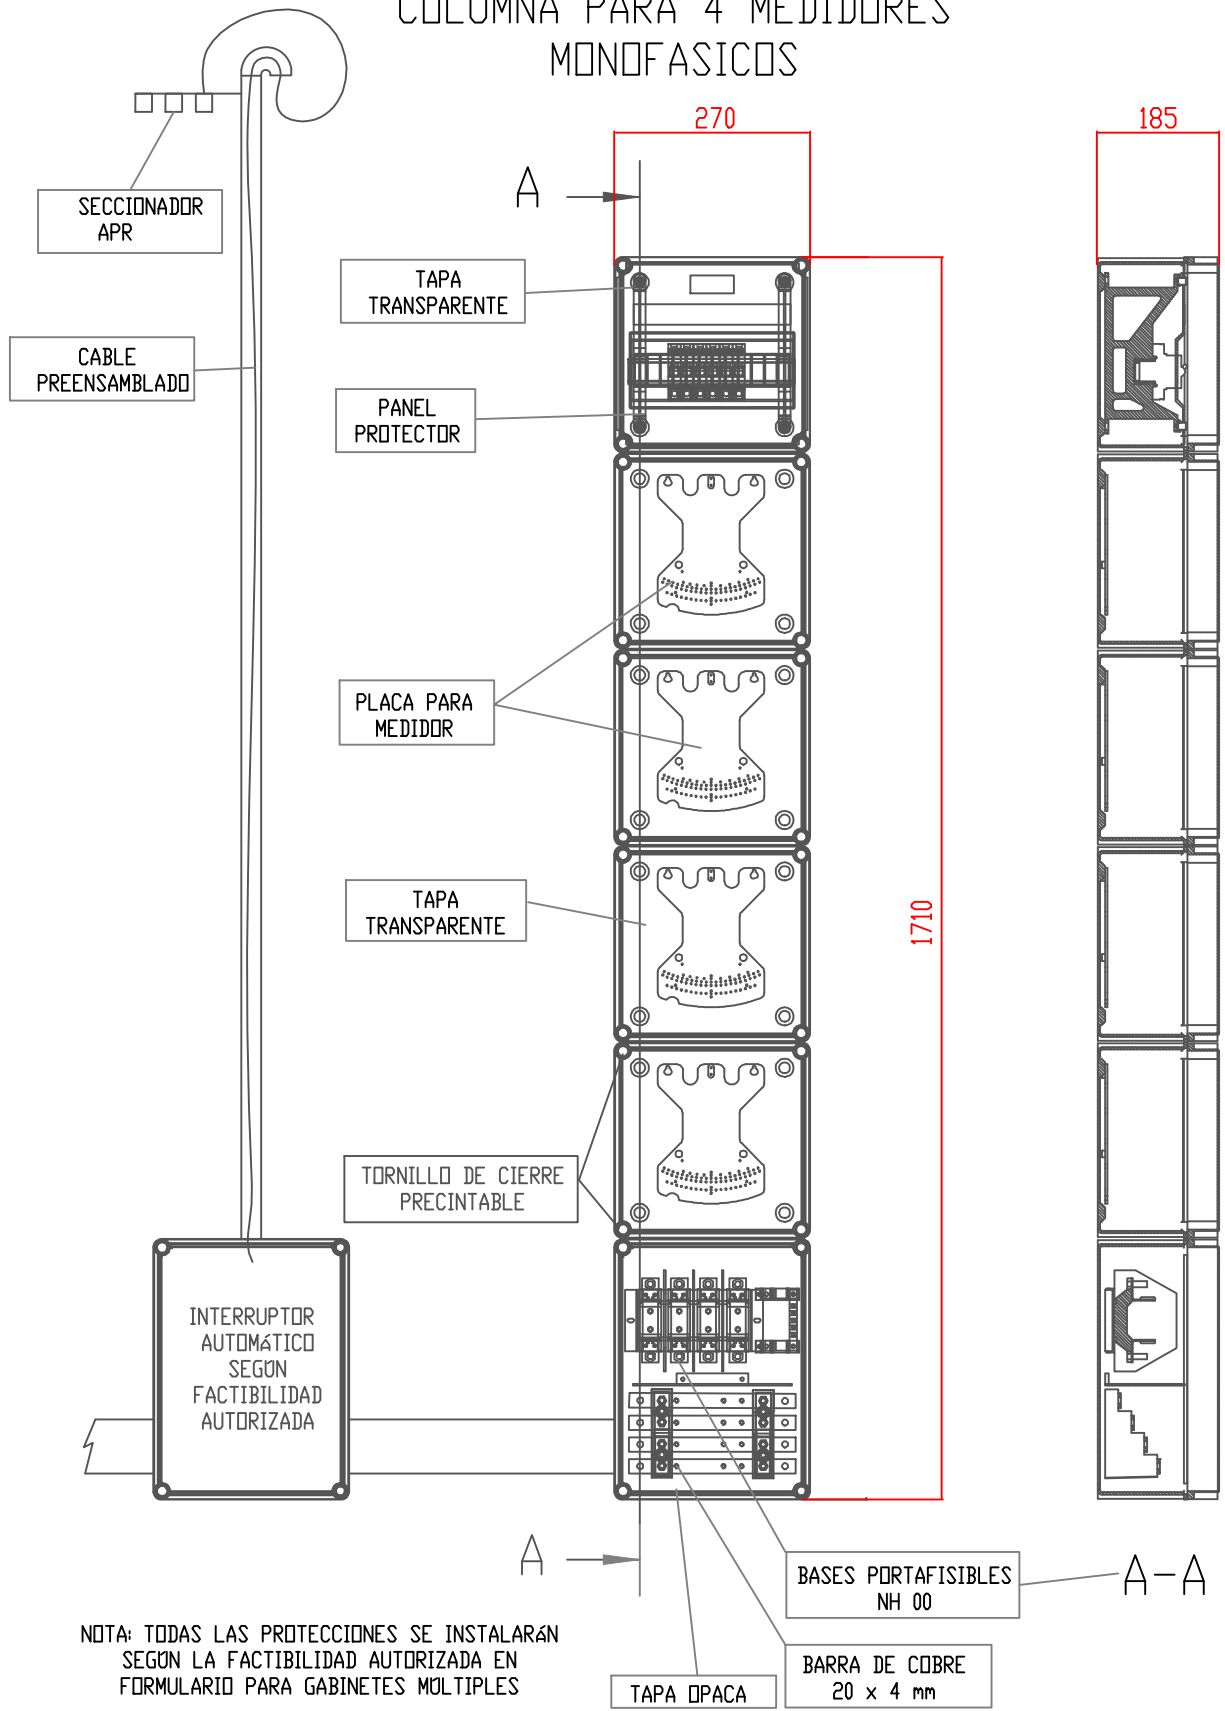 COLUMNA PARA 4 MEDIDORES
MONOFASICOS
270
185
A
SECCIONADOR
APR
TAPA
TRANSPARENTE
CABLE
PREENSAMBLADO
PANEL
PROTECTOR
PLACA PARA
MEDIDOR
TAPA
TRANSPARENTE
1710
TORNILLO DE CIERRE
PRECINTABLE
INTERRUPTOR
AUTOMáTICO
SEGÚN
FACTIBILIDAD
AUTORIZADA
A
BASES PORTAFISIBLES
NH 00
A-A
NOTA: TODAS LAS PROTECCIONES SE INSTALARáN
SEGÚN LA FACTIBILIDAD AUTORIZADA EN
FORMULARIO PARA GABINETES MÚLTIPLES
BARRA DE COBRE
20 x 4 mm
TAPA OPACA